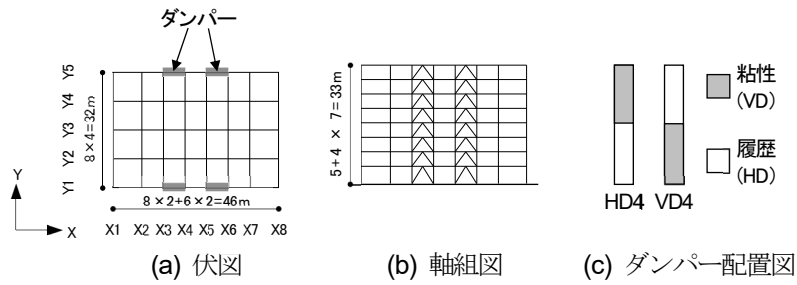 ダンパー
Y5
Y4
Y3
Y2
Y1
8×4=32m
8×2+6×2=46m
Y
X
X1 X2 X3 X4 X5 X6 X7 X8
(a) 伏図
5+4×7=33m
(b) 軸組図
粘性
(VD)
履歴
(HD)
HD4 VD4
(c) ダンパー配置図